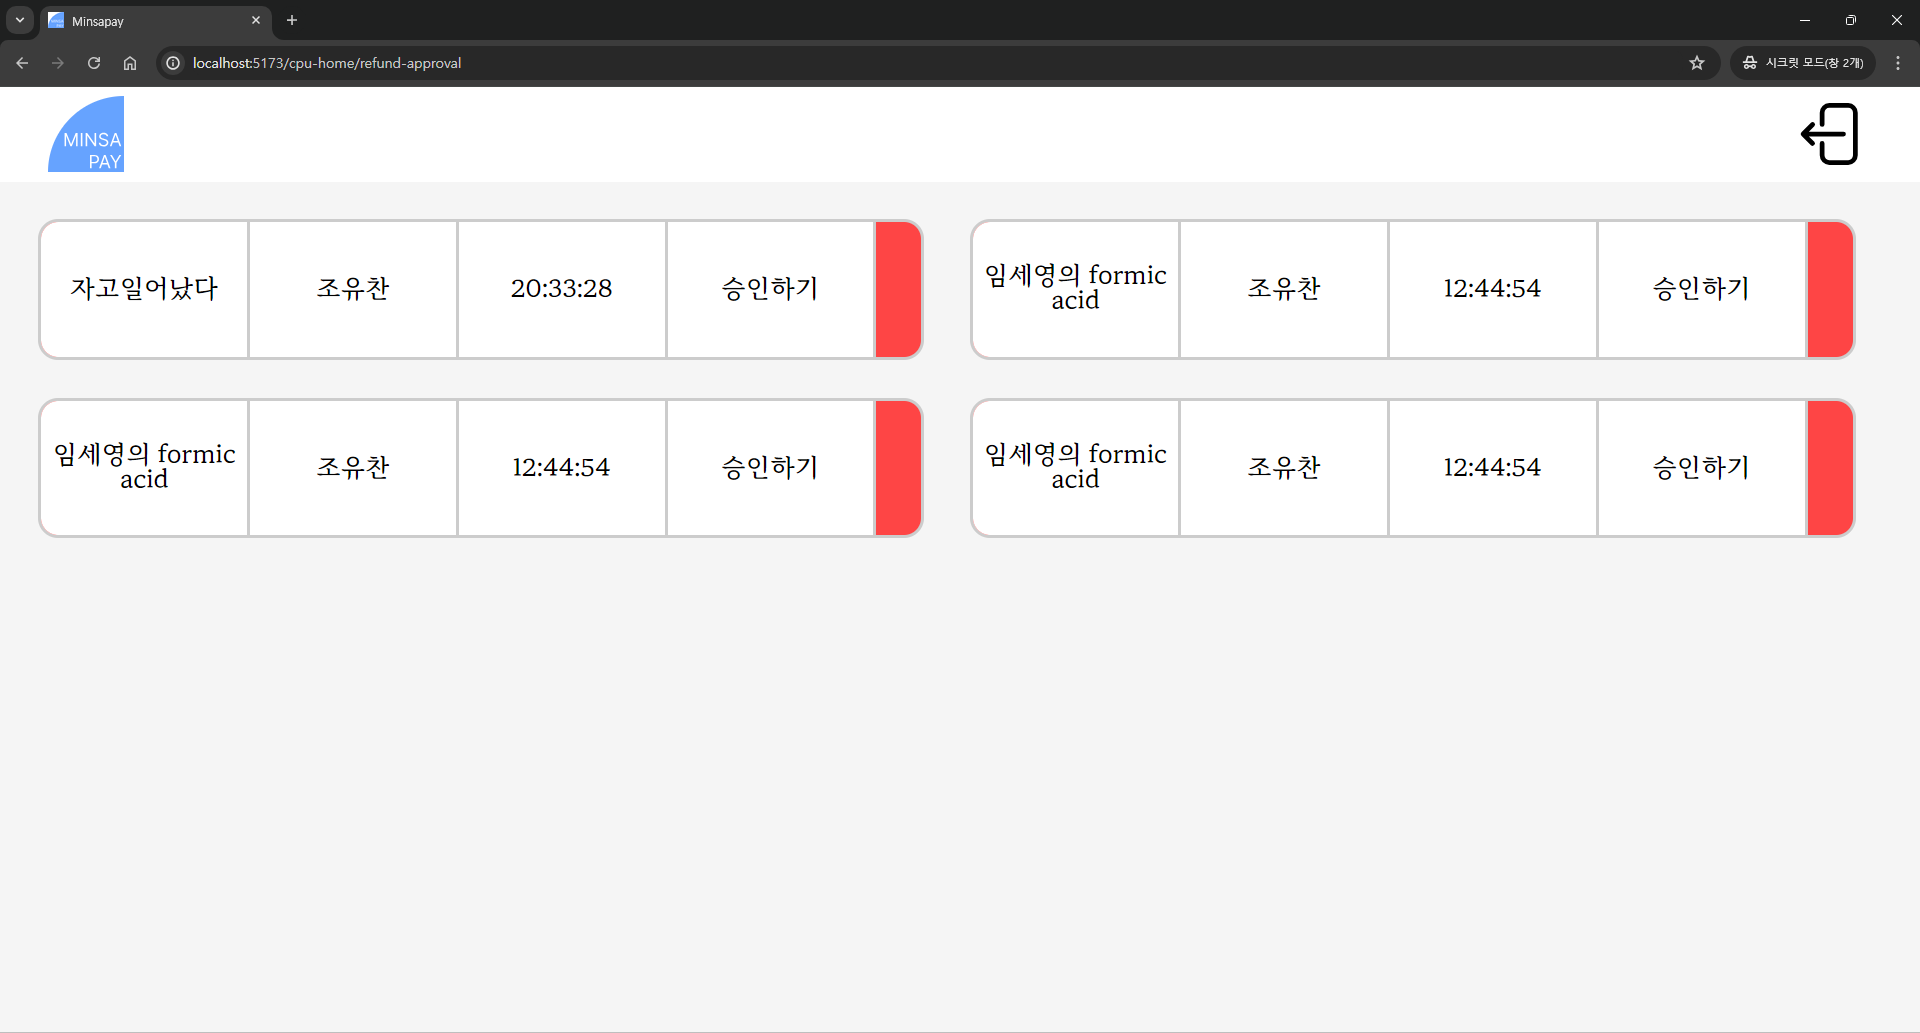 Minsapay
localhost:5173/cpu-home/refund-approval
시크릿 모드(창 2개)
MINSA
PAY
자고일어났다
조유찬
20:33:28
승인하기
임세영의 formic
acid
조유찬
12:44:54
승인하기
임세영의 formic
acid
조유찬
12:44:54
승인하기
임세영의 formic
acid
조유찬
12:44:54
승인하기